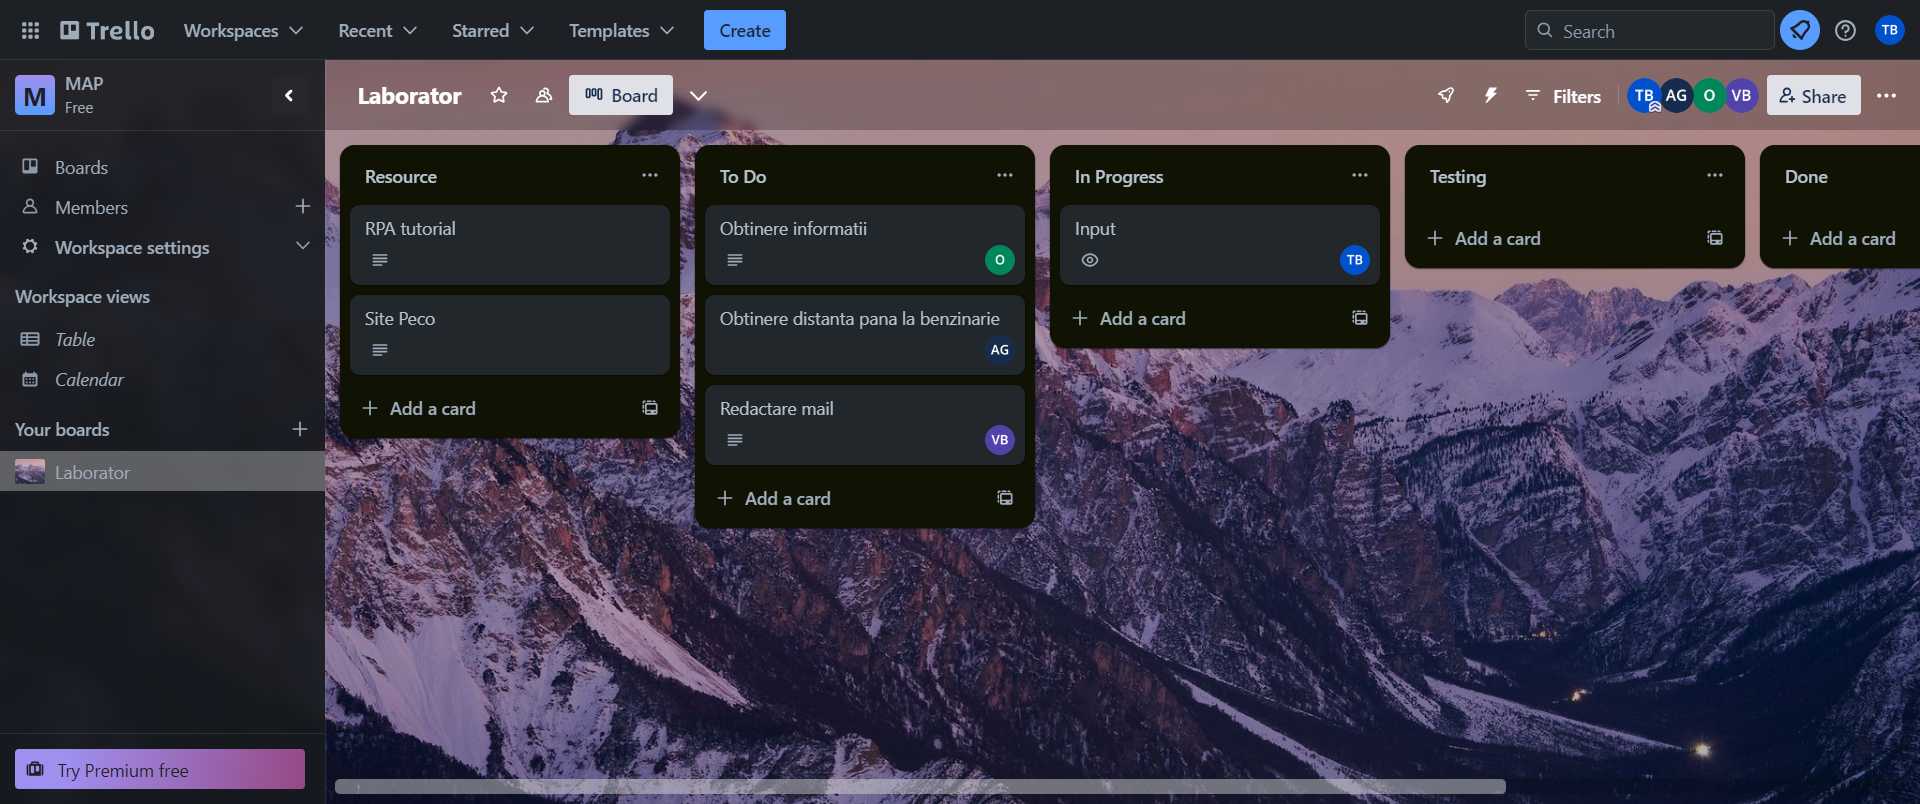 Trello
Workspaces
Recent
Starred
Templates
Create
Search
TB
M
MAP
Free
Boards
Members
Workspace settings
Workspace views
Table
Calendar
Your boards
Laborator
Try Premium free
Laborator
Board
Filters
TB
AG
O
VB
Share
Resource
RPA tutorial
Site Peco
Add a card
To Do
Obtinere informatii
O
Obtinere distanta pana la benzinarie
AG
Redactare mail
VB
Add a card
In Progress
Input
TB
Add a card
Testing
Add a card
Done
Add a card